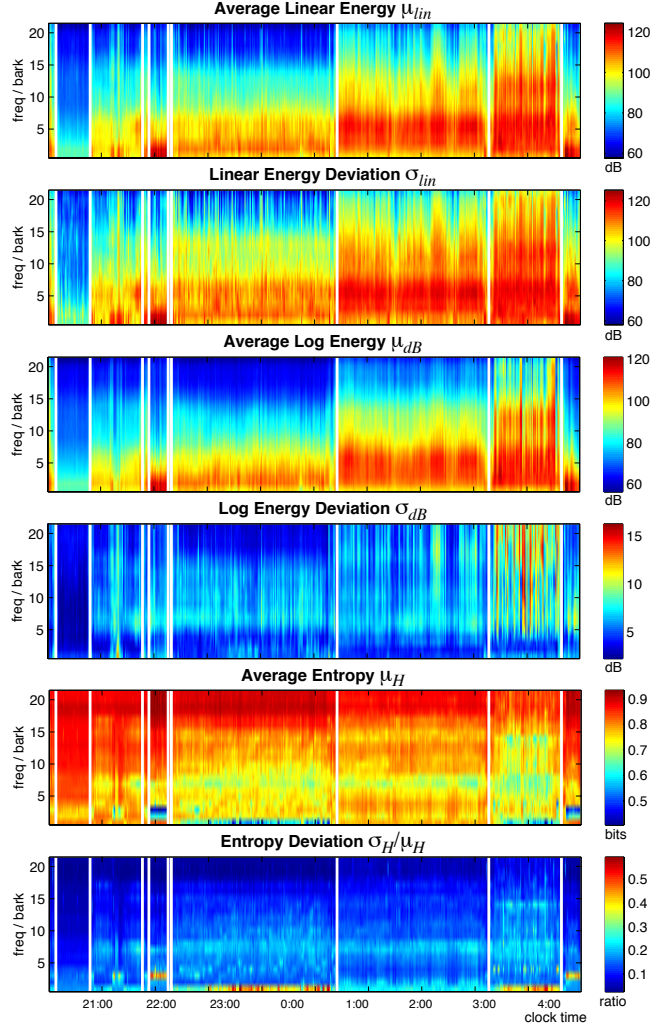 Average Linear Energy μlin
freq / bark
20
15
10
5
120
100
80
60
dB
Linear Energy Deviation σlin
freq / bark
20
15
10
5
120
100
80
60
dB
Average Log Energy μdB
freq / bark
20
15
10
5
120
100
80
60
dB
Log Energy Deviation σdB
freq / bark
20
15
10
5
15
10
5
dB
Average Entropy μH
freq / bark
20
15
10
5
0.9
0.8
0.7
0.6
0.5
bits
Entropy Deviation σH/μH
freq / bark
20
15
10
5
0.5
0.4
0.3
0.2
0.1
ratio
21:00 22:00 23:00 0:00 1:00 2:00 3:00 4:00
clock time